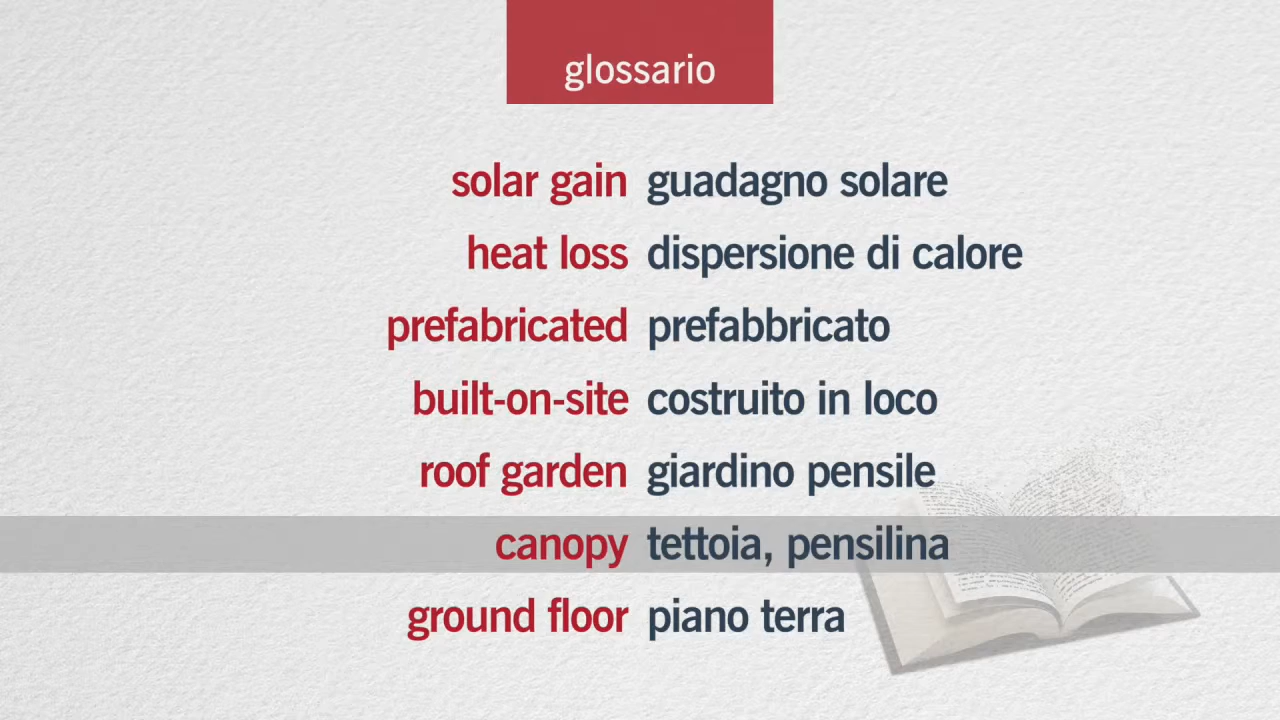 glossario
solar gain guadagno solare
heat loss dispersione di calore
prefabricated prefabbricato
built-on-site costruito in loco
roof garden giardino pensile
canopy tettoia, pensilina
ground floor piano terra